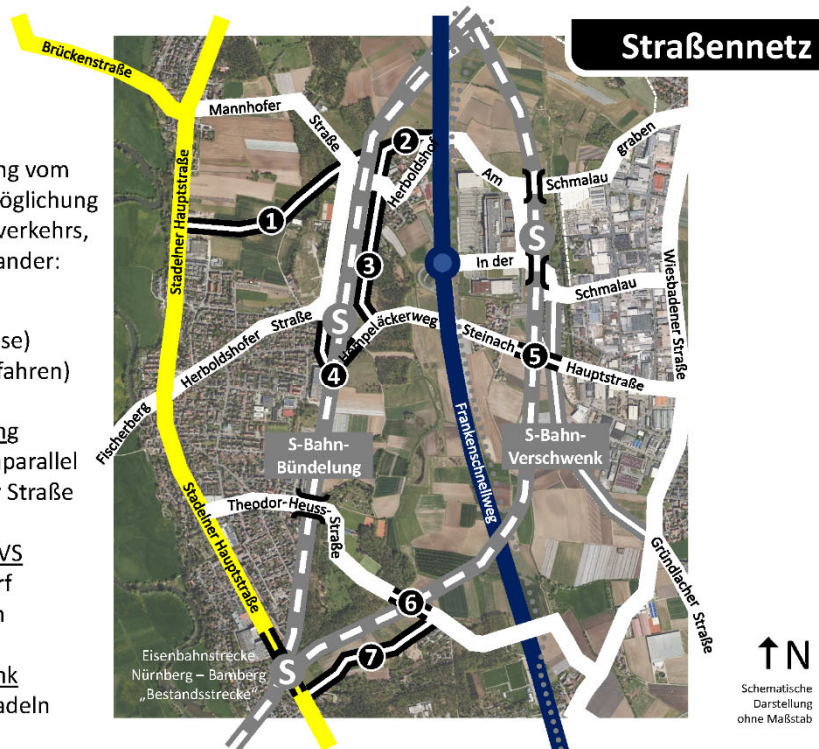 Straßennetz
Brückenstraße
Mannhofer
Straße
2
Herboldshof
Am
Schmalau
graben
ng vom
möglichung
verkehrs,
ander:
1
Stadelner Hauptstraße
S
3
In der
Schmalau
Wiesbadener Straße
se)
fahren)
S
Herboldshofer Straße
Hempeläckerweg
Steinach
5
Hauptstraße
4
Fischerberg
ng
nparallel
r Straße
S-Bahn-
Bündelung
Frankenschnellweg
S-Bahn-
Verschwenk
Stadelner Hauptstraße
Theodor-Heuss-
Straße
VS
rf
n
Gründlacher Straße
6
7
Eisenbahnstrecke
Nürnberg – Bamberg
„Bestandsstrecke“
S
nk
adeln
N
Schematische
Darstellung
ohne Maßstab